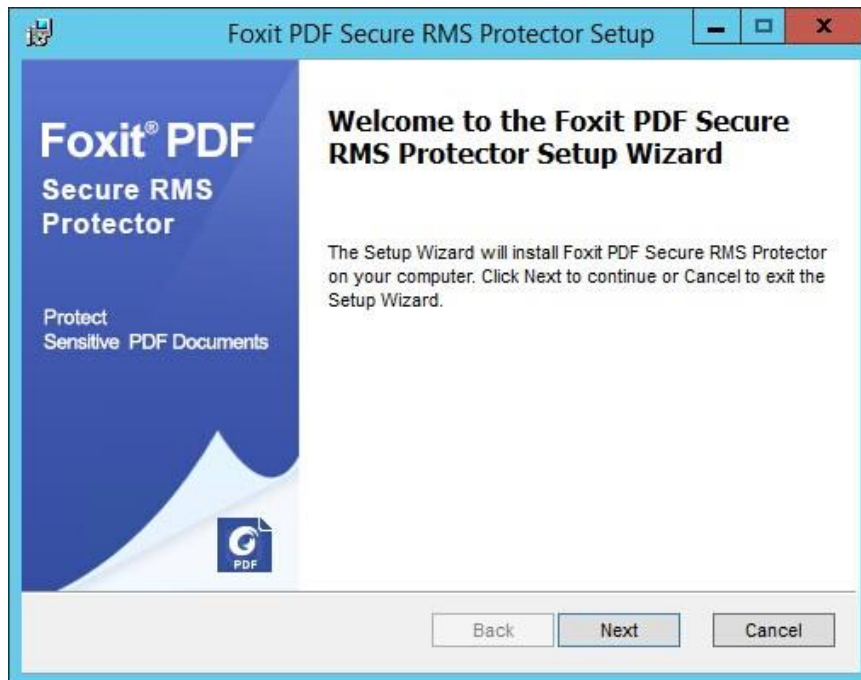 Foxit PDF Secure RMS Protector Setup
Foxit® PDF
Secure RMS
Protector
Protect
Sensitive PDF Documents
PDF
Welcome to the Foxit PDF Secure
RMS Protector Setup Wizard
The Setup Wizard will install Foxit PDF Secure RMS Protector
on your computer. Click Next to continue or Cancel to exit the
Setup Wizard.
Back
Next
Cancel